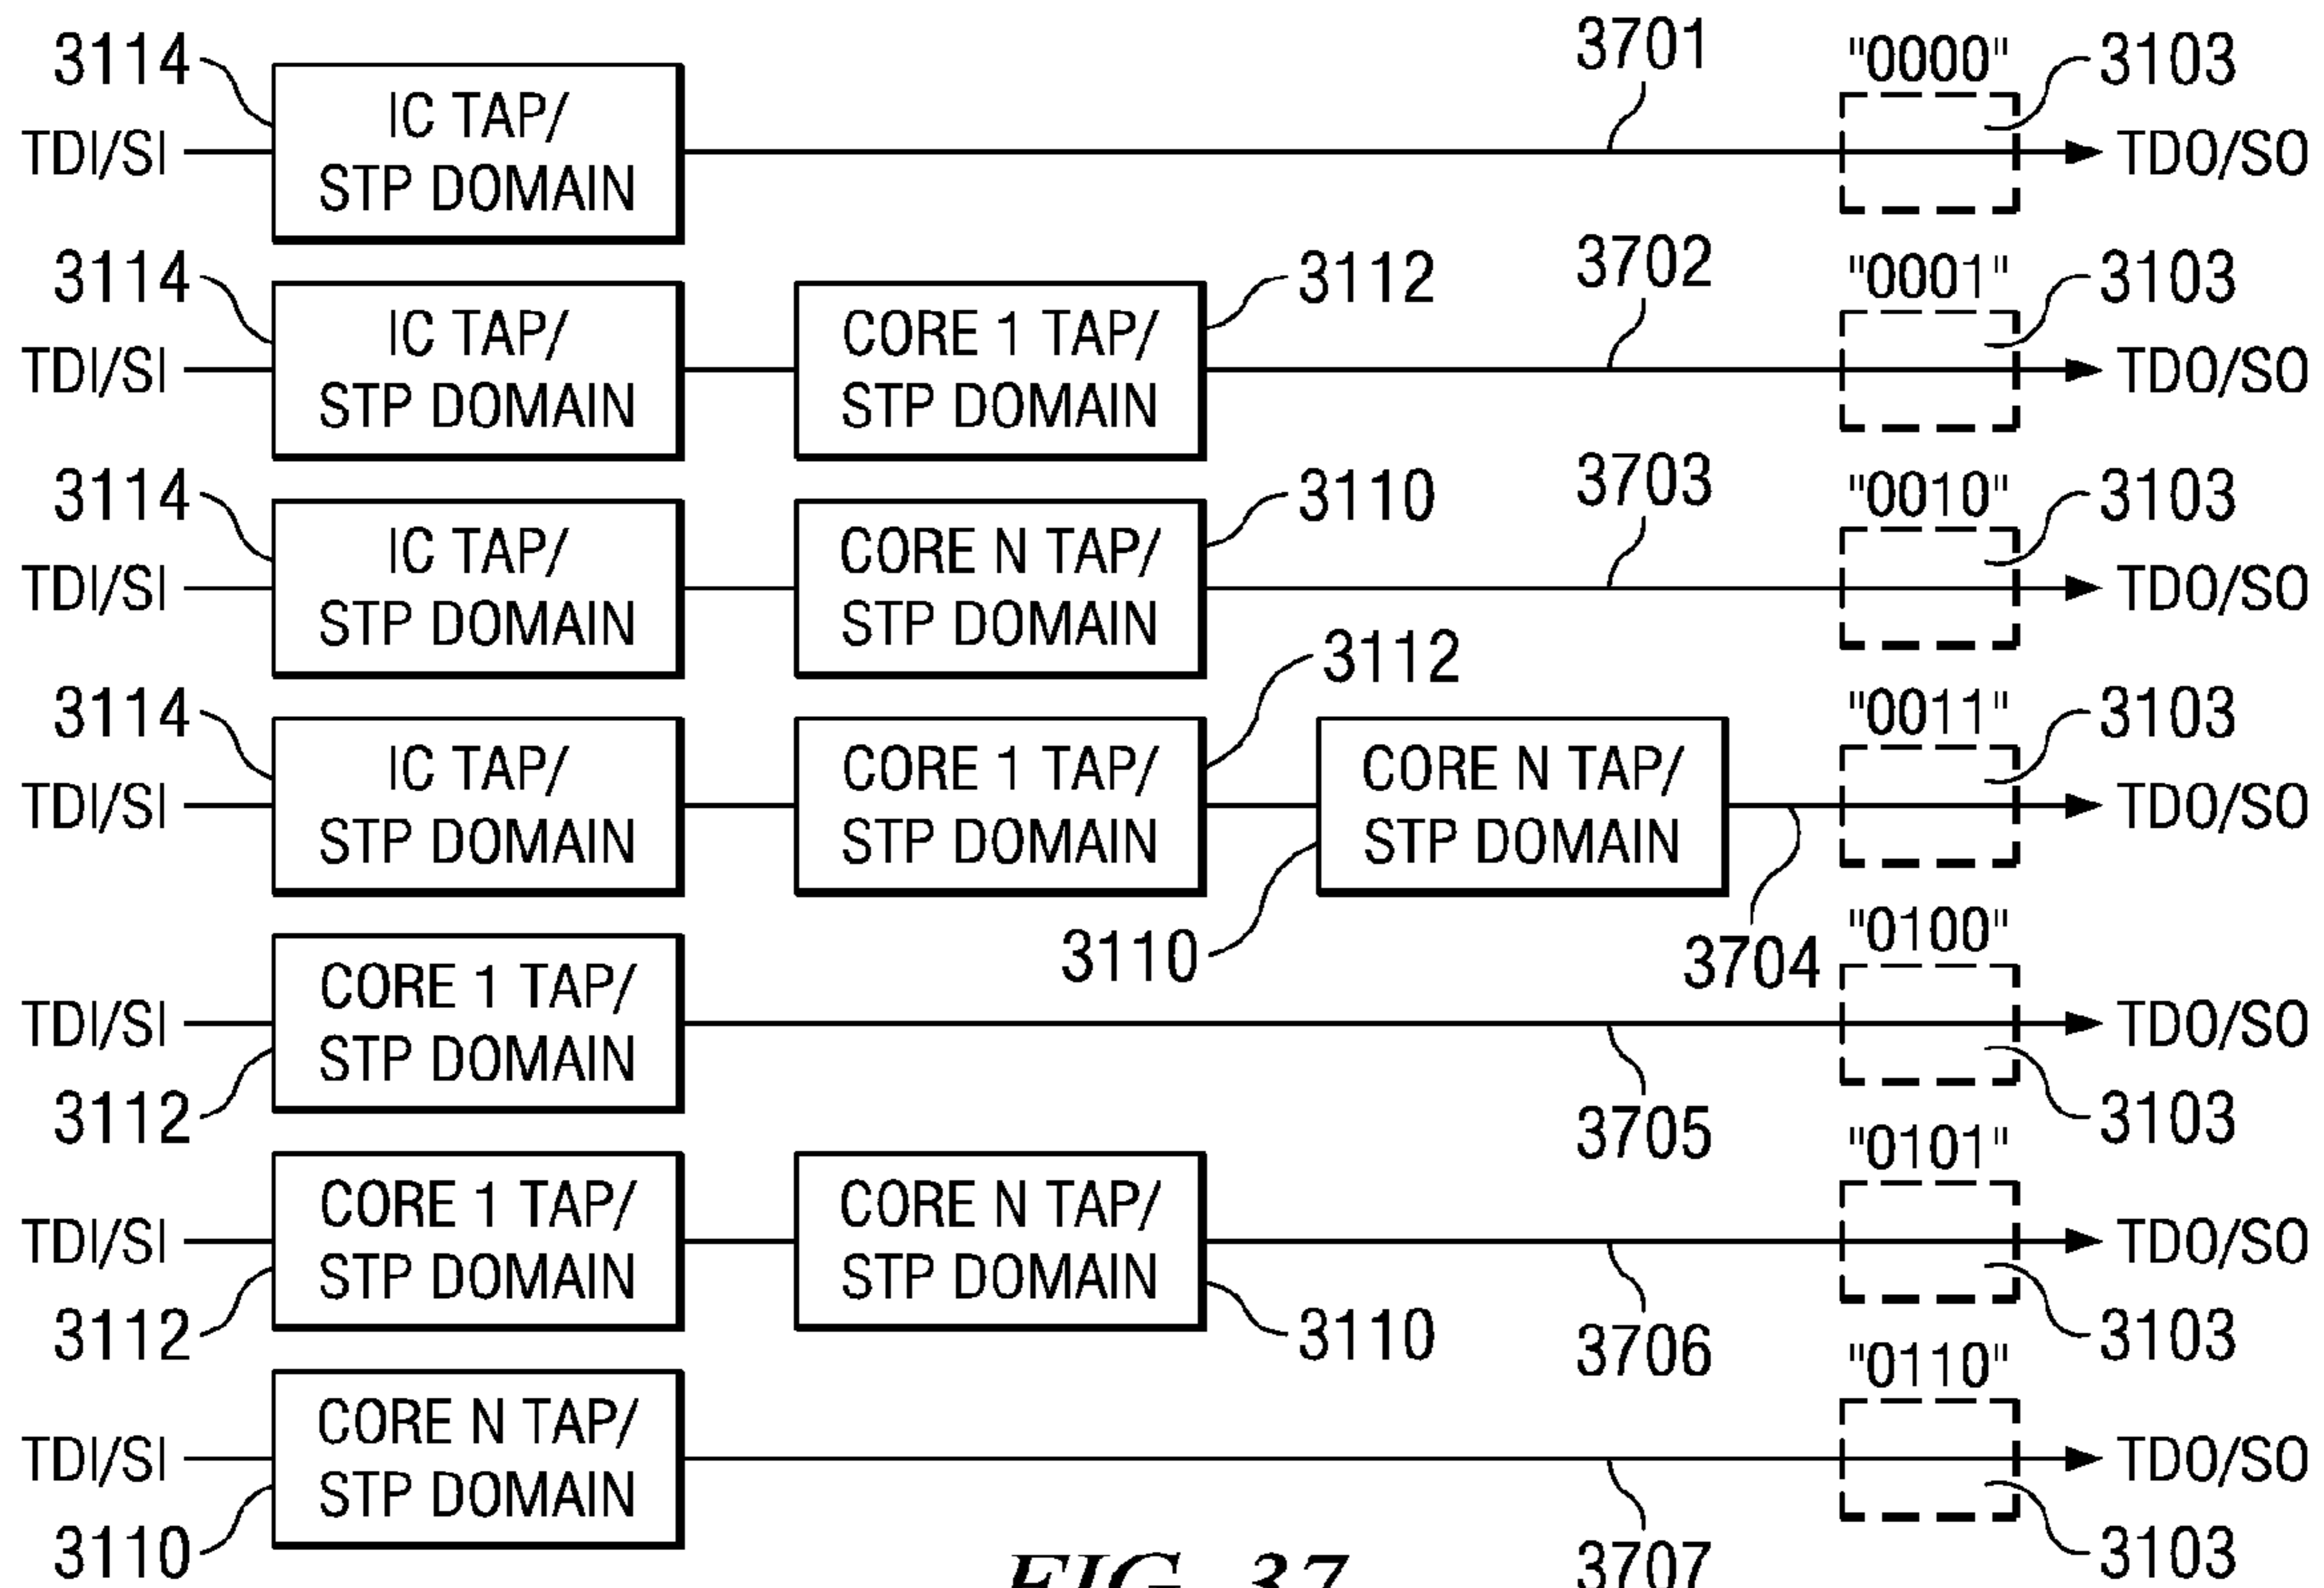 3114
3701
"0000"
3103
TDI/SI
IC TAP/
STP DOMAIN
TDO/SO
3114
3112
3702
"0001"
3103
TDI/SI
IC TAP/
STP DOMAIN
CORE 1 TAP/
STP DOMAIN
TDO/SO
3114
3110
3703
"0010"
3103
TDI/SI
IC TAP/
STP DOMAIN
CORE N TAP/
STP DOMAIN
TDO/SO
3114
3112
"0011"
3103
TDI/SI
IC TAP/
STP DOMAIN
CORE 1 TAP/
STP DOMAIN
CORE N TAP/
STP DOMAIN
TDO/SO
3110
3704
"0100"
TDI/SI
CORE 1 TAP/
STP DOMAIN
TDO/SO
3112
3705
3103
"0101"
TDI/SI
CORE 1 TAP/
STP DOMAIN
CORE N TAP/
STP DOMAIN
TDO/SO
3112
3110
3706
3103
"0110"
TDI/SI
CORE N TAP/
STP DOMAIN
TDO/SO
3110
3707
3103
FIG. 37